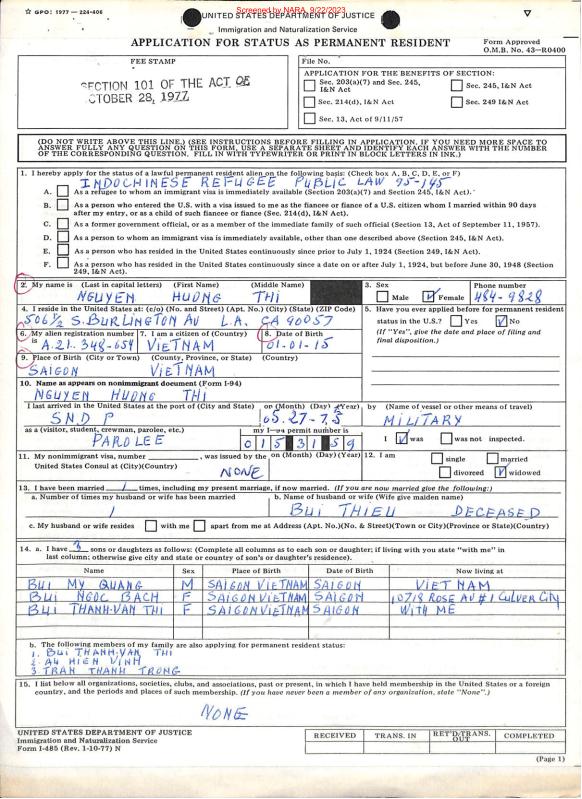 ☆ GPO : 1977 — 224-406
Screened by NARA, 9/22/2023
UNITED STATES DEPARTMENT OF JUSTICE
Immigration and Naturalization Service
APPLICATION FOR STATUS AS PERMANENT RESIDENT
Form Approved
O.M.B. No. 43—R0400
FEE STAMP
SECTION 101 OF THE ACT OF
OCTOBER 28, 1977
File No.
APPLICATION FOR THE BENEFITS OF SECTION:
Sec. 203(a)(7) and Sec. 245, I&N Act
Sec. 245, I&N Act
Sec. 214(d), I&N Act
Sec. 249 I&N Act
Sec. 13, Act of 9/11/57
(DO NOT WRITE ABOVE THIS LINE.) (SEE INSTRUCTIONS BEFORE FILLING IN APPLICATION. IF YOU NEED MORE SPACE TO
ANSWER FULLY ANY QUESTION ON THIS FORM, USE A SEPARATE SHEET AND IDENTIFY EACH ANSWER WITH THE NUMBER
OF THE CORRESPONDING QUESTION. FILL IN WITH TYPEWRITER OR PRINT IN BLOCK LETTERS IN INK.)
1. I hereby apply for the status of a lawful permanent resident alien on the following basis: (Check box A, B, C, D, E, or F)
INDOCHINESE REFUGEE PUBLIC LAW 95-145
A. As a refugee to whom an immigrant visa is immediately available (Section 203(a)(7) and Section 245, I&N Act).
B. As a person who entered the U.S. with a visa issued to me as the fiancee or fiance of a U.S. citizen whom I married within 90 days
after my entry, or as a child of such fiancee or fiance (Sec. 214(d), I&N Act).
C. As a former government official, or as a member of the immediate family of such official (Section 13, Act of September 11, 1957).
D. As a person to whom an immigrant visa is immediately available, other than one described above (Section 245, I&N Act).
E. As a person who has resided in the United States continuously since prior to July 1, 1924 (Section 249, I&N Act).
F. As a person who has resided in the United States continuously since a date on or after July 1, 1924, but before June 30, 1948 (Section
249, I&N Act).
2. My name is (Last in capital letters) (First Name) (Middle Name)
NGUYEN HUONG THI
3. Sex
Male Female
Phone number
484-9828
4. I reside in the United States at: (c/o) (No. and Street) (Apt. No.) (City) (State) (ZIP Code)
506 1/2 S. BURLINGTON AV L.A. CA 90057
5. Have you ever applied for permanent resident
status in the U.S.? Yes No
(If "Yes", give the date and place of filing and
final disposition.)
6. My alien registration number is
A.21.348-654
7. I am a citizen of (Country)
VIETNAM
8. Date of Birth
01-01-15
9. Place of Birth (City or Town) (County, Province, or State) (Country)
SAIGON VIETNAM
10. Name as appears on nonimmigrant document (Form I-94)
NGUYEN HUONG THI
I last arrived in the United States at the port of (City and State)
SND P
on (Month) (Day) (Year)
05.27-75
by (Name of vessel or other means of travel)
MILITARY
as a (visitor, student, crewman, parolee, etc.)
PAROLEE
my I-94 permit number is
015 31 59
I was was not inspected.
11. My nonimmigrant visa, number , was issued by the on (Month) (Day) (Year)
United States Consul at (City)(Country)
NONE
12. I am
single married
divorced widowed
13. I have been married 1 times, including my present marriage, if now married. (If you are now married give the following:)
a. Number of times my husband or wife has been married
1
b. Name of husband or wife (Wife give maiden name)
BUI THIEU DECEASED
c. My husband or wife resides with me apart from me at Address (Apt. No.)(No. & Street)(Town or City)(Province or State)(Country)
14. a. I have 3 sons or daughters as follows: (Complete all columns as to each son or daughter; if living with you state "with me" in
last column; otherwise give city and state or country of son's or daughter's residence).
Name Sex Place of Birth Date of Birth Now living at
BUI MY QUANG M SAIGON VIETNAM SAIGON VIETNAM
BUI NGOC BACH F SAIGON VIETNAM SAIGON 10718 ROSE AV #1 CULVER CITY
BUI THANH-VAN THI F SAIGON VIETNAM SAIGON WITH ME
b. The following members of my family are also applying for permanent resident status:
1. BUI THANH-VAN THI
2. AU HIEN VINH
3. TRAN THANH TRONG
15. I list below all organizations, societies, clubs, and associations, past or present, in which I have held membership in the United States or a foreign
country, and the periods and places of such membership. (If you have never been a member of any organization, state "None".)
NONE
UNITED STATES DEPARTMENT OF JUSTICE
Immigration and Naturalization Service
Form I-485 (Rev. 1-10-77) N
RECEIVED TRANS. IN RET'D/TRANS. OUT COMPLETED
(Page 1)